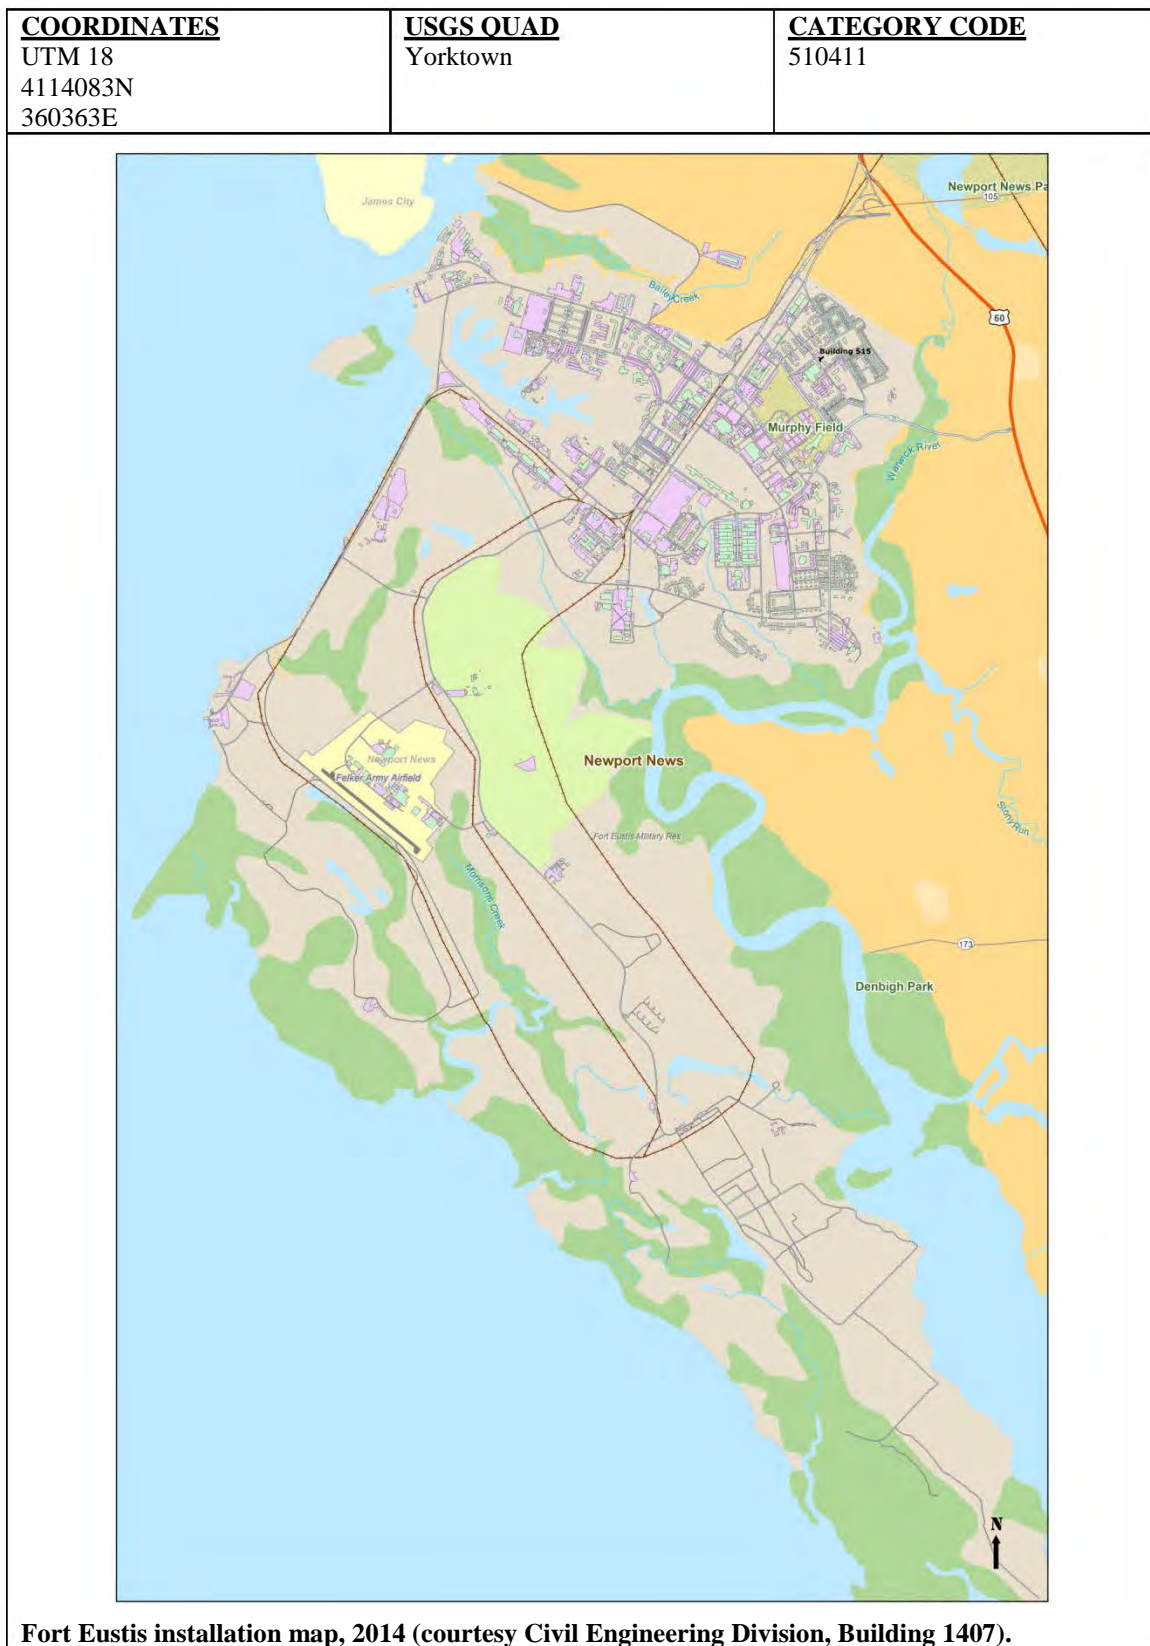 COORDINATES
UTM 18
4114083N
360363E
USGS QUAD
Yorktown
CATEGORY CODE
510411
James City
Newport News Pa
105
Bailey Creek
60
Building 515
Murphy Field
Warwick River
Newport News
Felker Army Airfield
Newport News
Fort Eustis Military Res
Stony Run
Morrisons Creek
173
Denbigh Park
N
Fort Eustis installation map, 2014 (courtesy Civil Engineering Division, Building 1407).